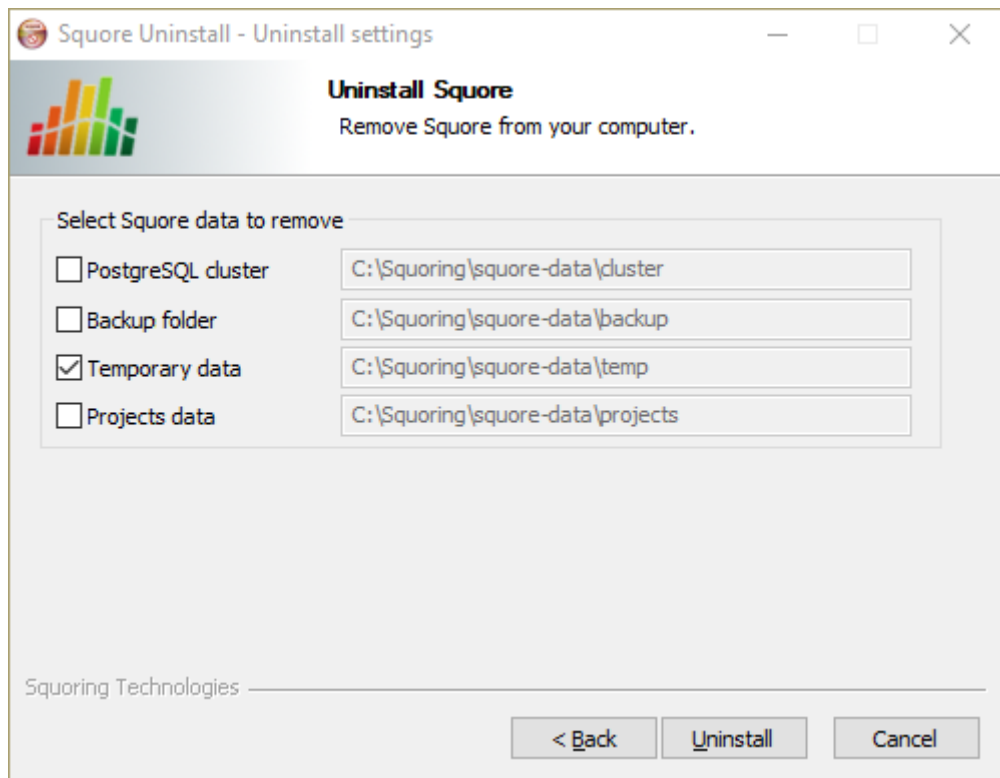 Squore Uninstall - Uninstall settings
Uninstall Squore
Remove Squore from your computer.
Select Squore data to remove
PostgreSQL cluster C:\Squoring\squore-data\cluster
Backup folder C:\Squoring\squore-data\backup
Temporary data C:\Squoring\squore-data\temp
Projects data C:\Squoring\squore-data\projects
Squoring Technologies
< Back Uninstall Cancel